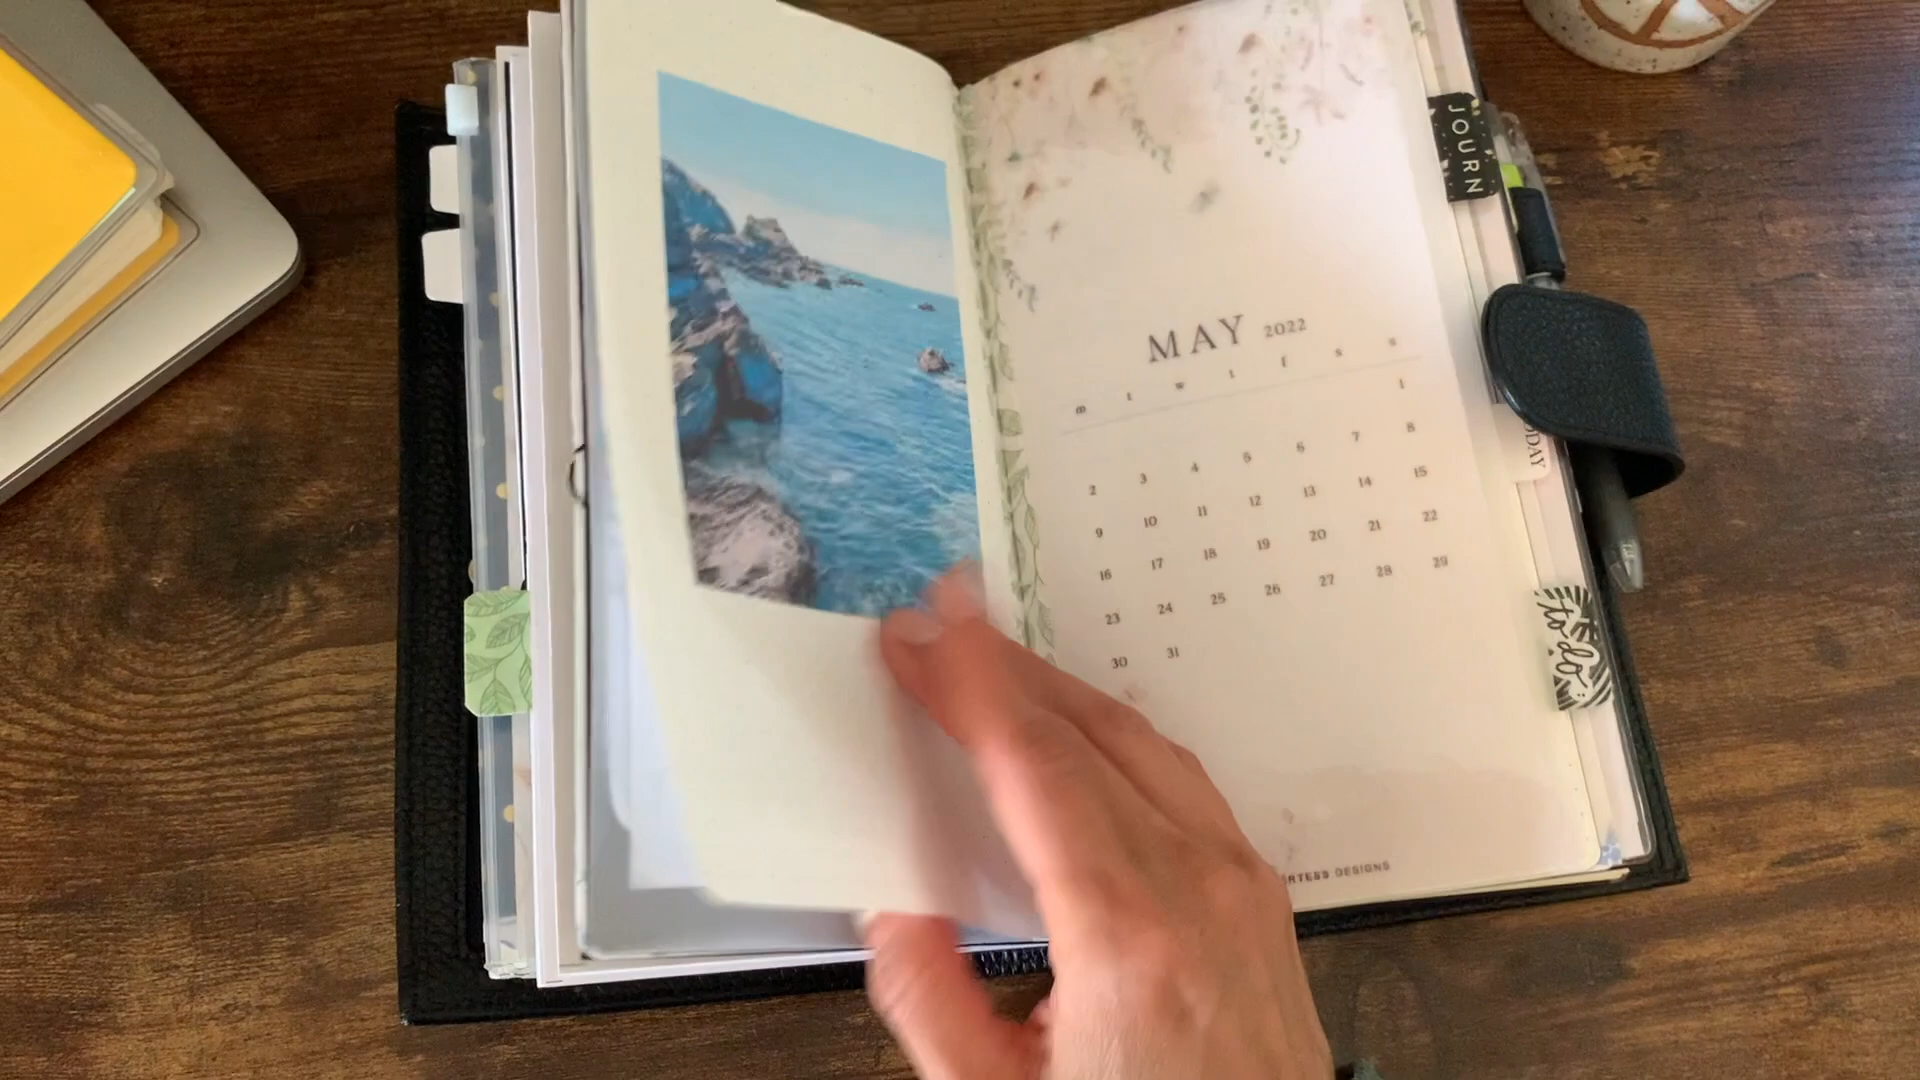 MAY 2022
m t w t f s s
1
2 3 4 5 6 7 8
9 10 11 12 13 14 15
16 17 18 19 20 21 22
23 24 25 26 27 28 29
30 31
DESIGNS
JOURN
to do